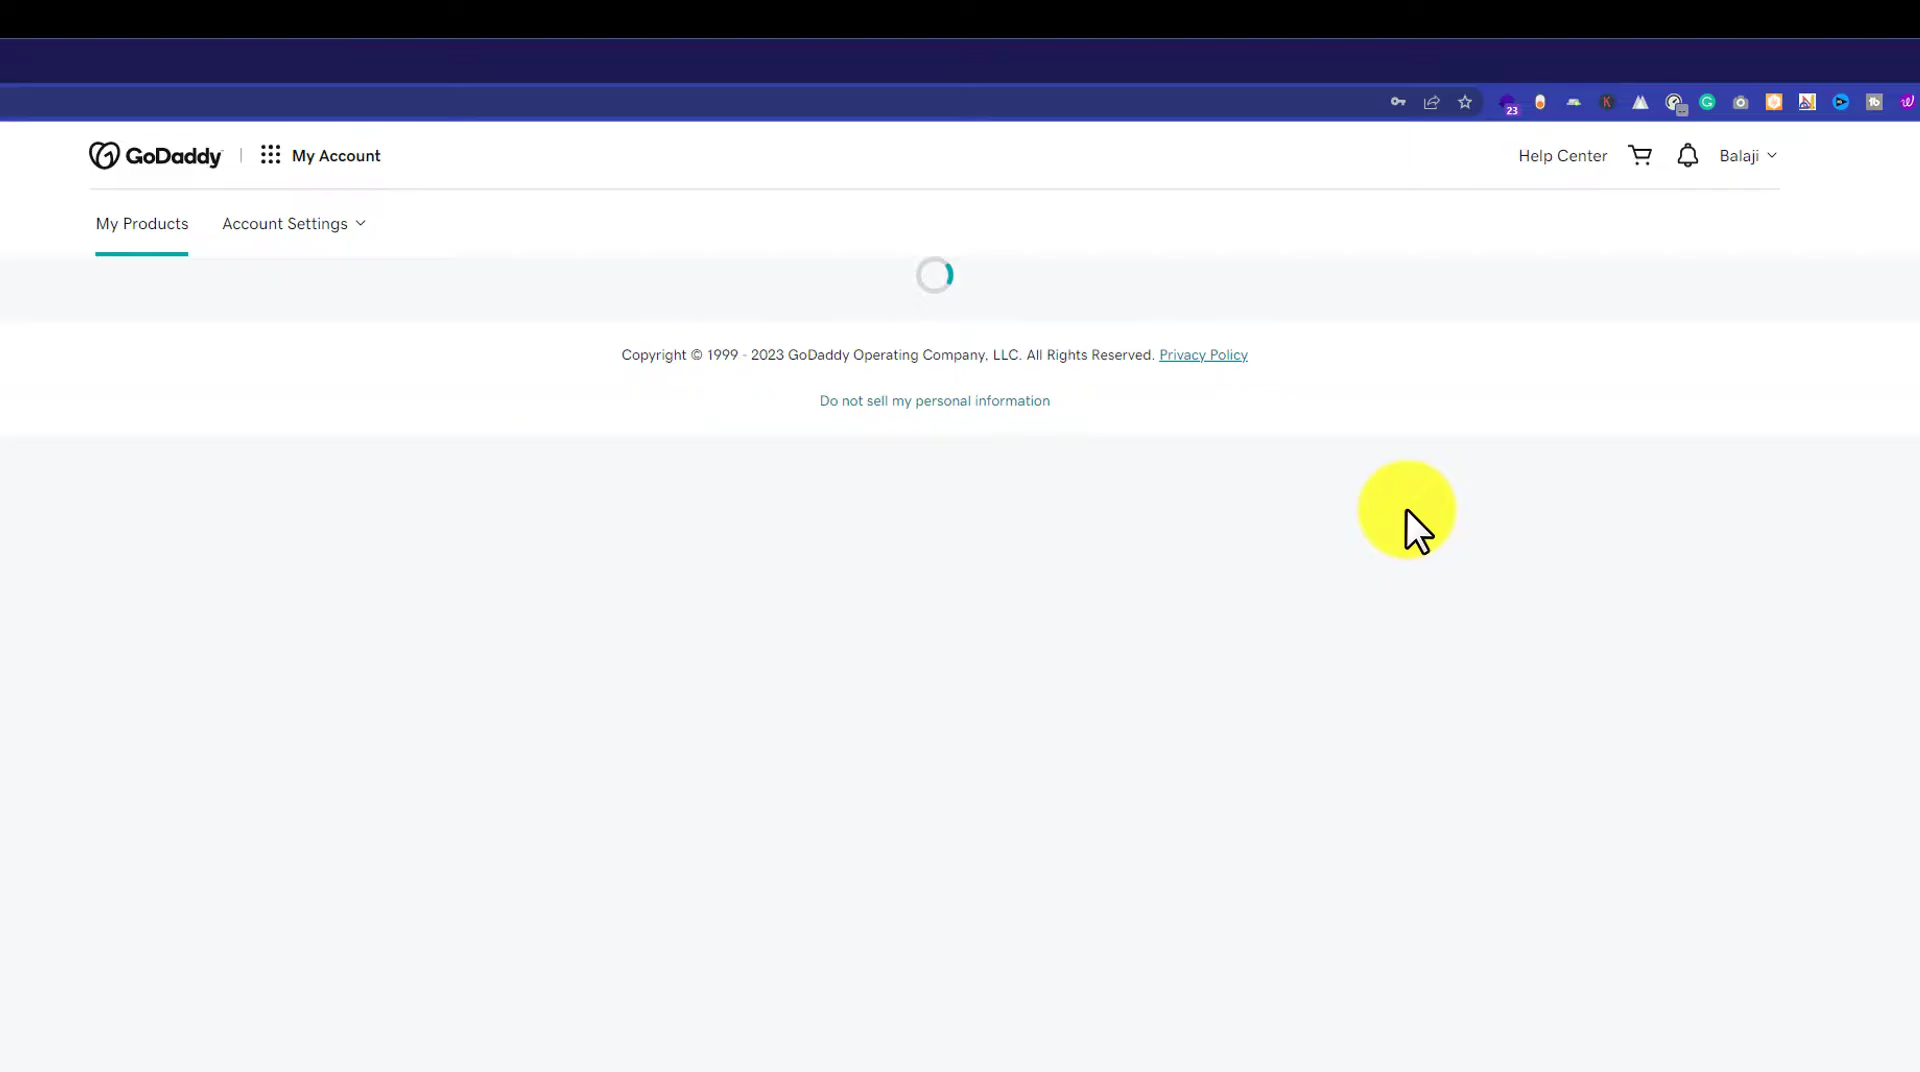 23
GoDaddy
My Account
Help Center
Balaji
My Products
Account Settings
Copyright © 1999 - 2023 GoDaddy Operating Company, LLC. All Rights Reserved. Privacy Policy
Do not sell my personal information